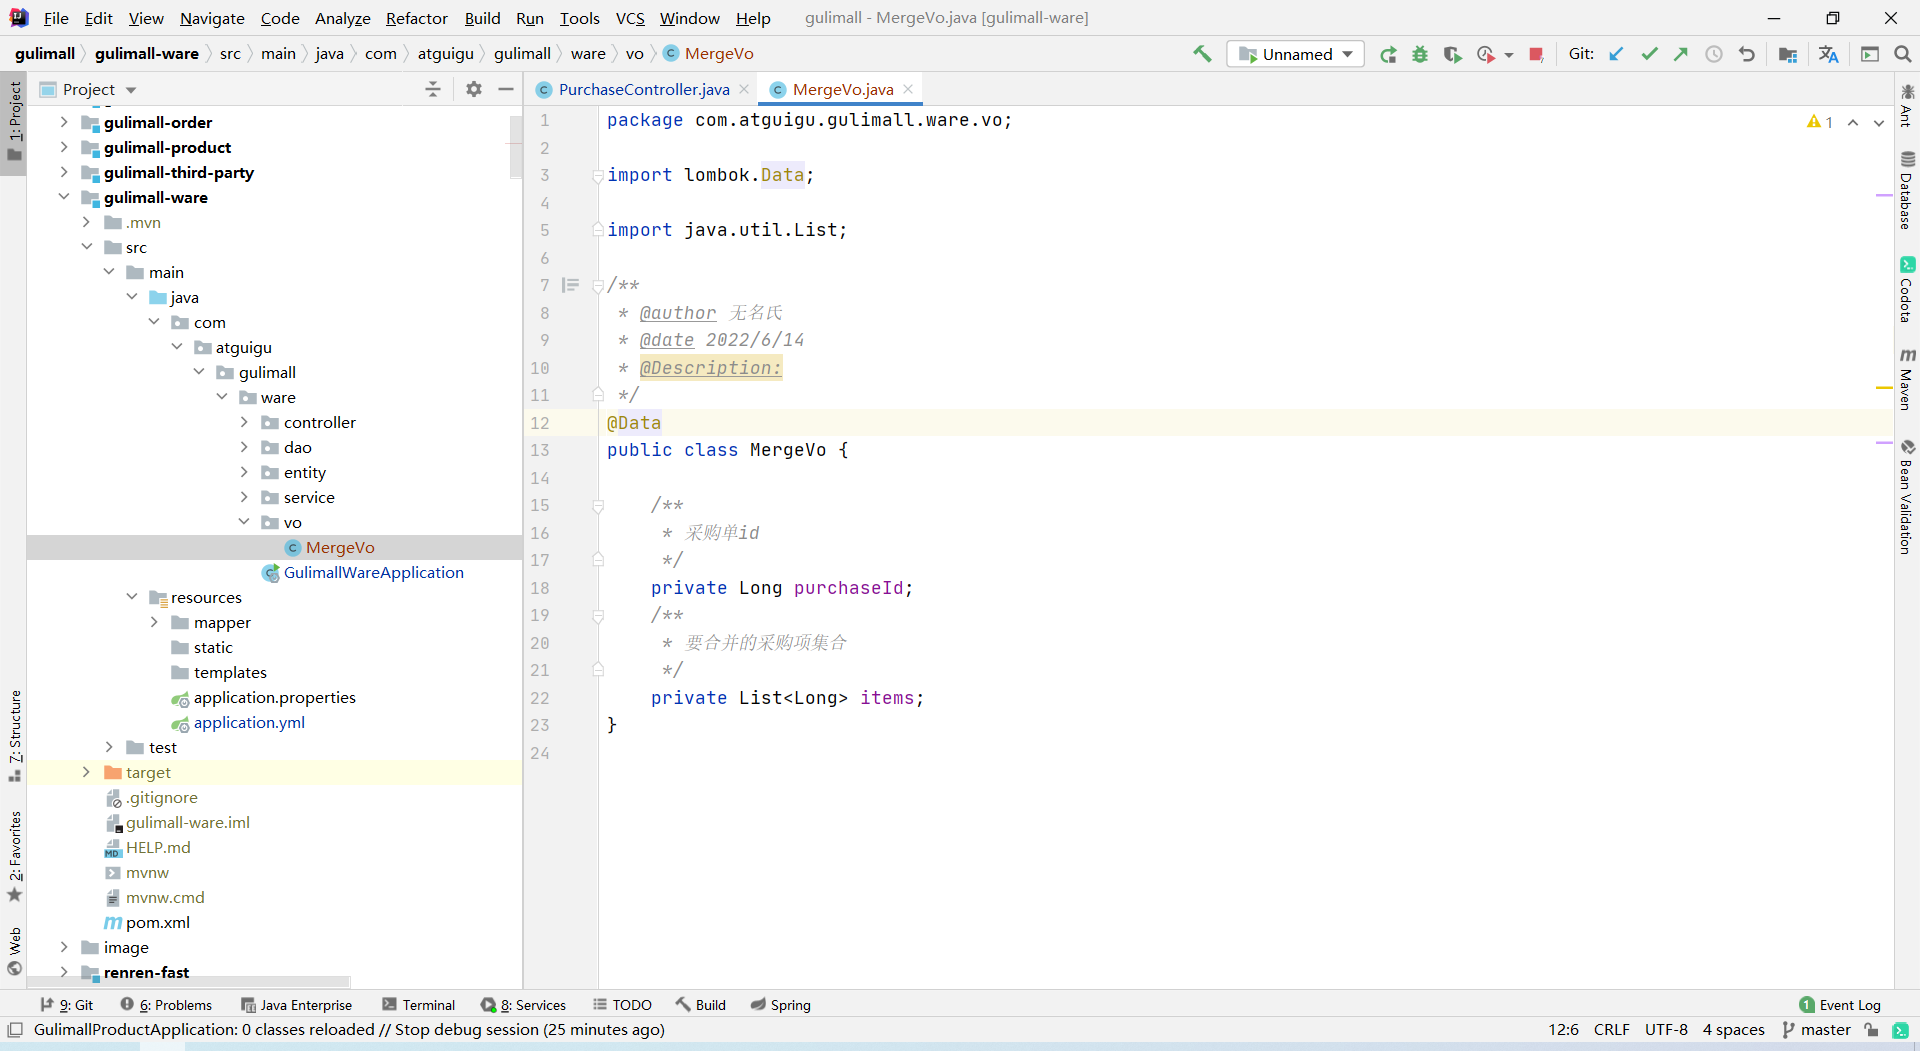 File Edit View Navigate Code Analyze Refactor Build Run Tools VCS Window Help gulimall - MergeVo.java [gulimall-ware]
gulimall gulimall-ware src main java com atguigu gulimall ware vo MergeVo Unnamed Git:
Project
PurchaseController.java MergeVo.java
1: Project
7: Structure
2: Favorites
Web
gulimall-order
gulimall-product
gulimall-third-party
gulimall-ware
.mvn
src
main
java
com
atguigu
gulimall
ware
controller
dao
entity
service
vo
MergeVo
GulimallWareApplication
resources
mapper
static
templates
application.properties
application.yml
test
target
.gitignore
gulimall-ware.iml
HELP.md
mvnw
mvnw.cmd
pom.xml
image
renren-fast
1 package com.atguigu.gulimall.ware.vo;
2
3 import lombok.Data;
4
5 import java.util.List;
6
7 /**
8 * @author 无名氏
9 * @date 2022/6/14
10 * @Description:
11 */
12 @Data
13 public class MergeVo {
14
15 /**
16 * 采购单id
17 */
18 private Long purchaseId;
19 /**
20 * 要合并的采购项集合
21 */
22 private List<Long> items;
23 }
24
1
Ant
Database
Codota
Maven
Bean Validation
9: Git 6: Problems Java Enterprise Terminal 8: Services TODO Build Spring 1 Event Log
GulimallProductApplication: 0 classes reloaded // Stop debug session (25 minutes ago) 12:6 CRLF UTF-8 4 spaces master